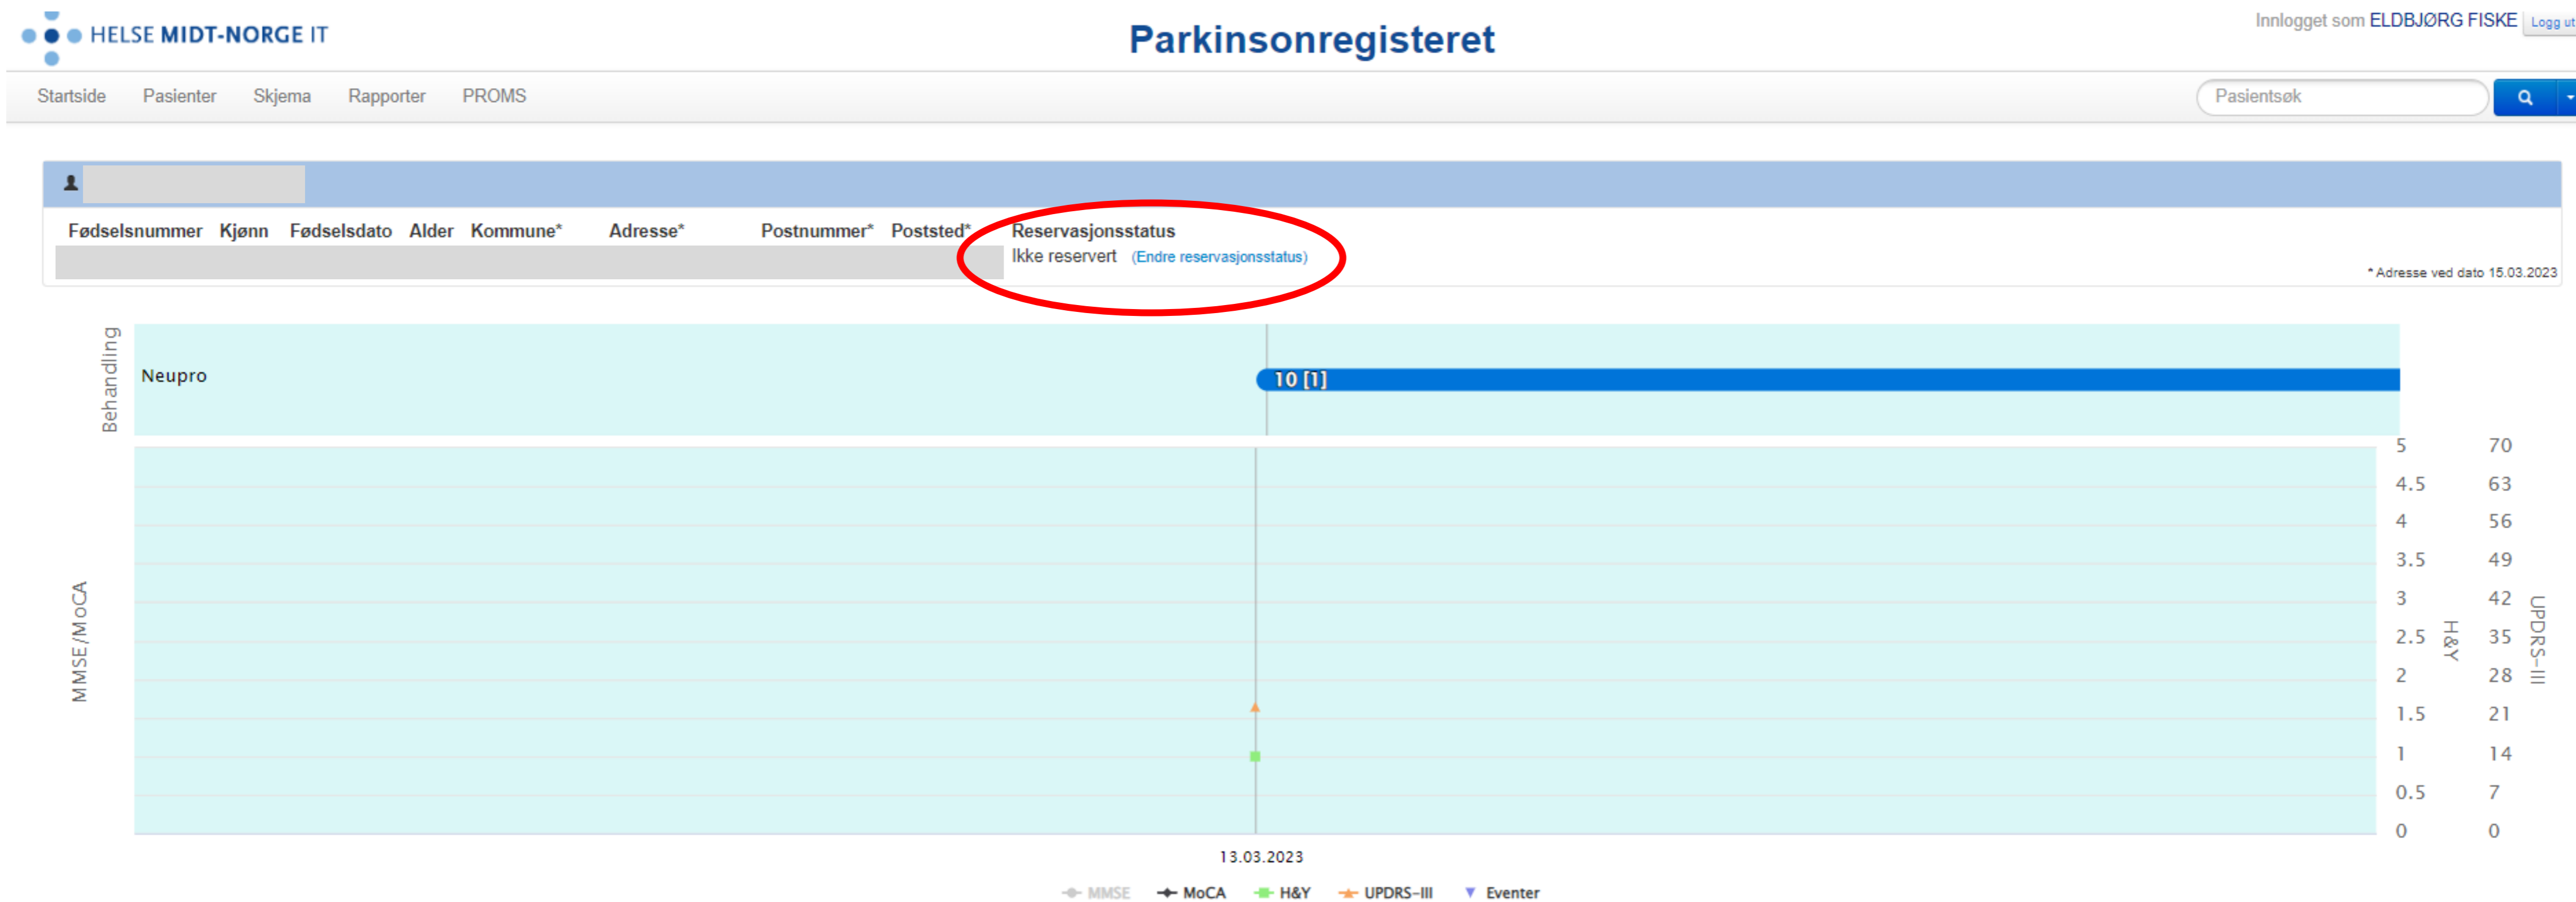 HELSE MIDT-NORGE IT
Parkinsonregisteret
Innlogget som ELDBJØRG FISKE Logg ut
Startside Pasienter Skjema Rapporter PROMS
Pasientsøk
Fødselsnummer Kjønn Fødselsdato Alder Kommune* Adresse* Postnummer* Poststed* Reservasjonsstatus
Ikke reservert (Endre reservasjonsstatus)
* Adresse ved dato 15.03.2023
Behandling
Neupro
10 [1]
MMSE/MoCA
5 70
4.5 63
4 56
3.5 49
3 42
2.5 35
2 28
1.5 21
1 14
0.5 7
0 0
H&Y
UPDRS-III
13.03.2023
MMSE MoCA H&Y UPDRS-III Eventer